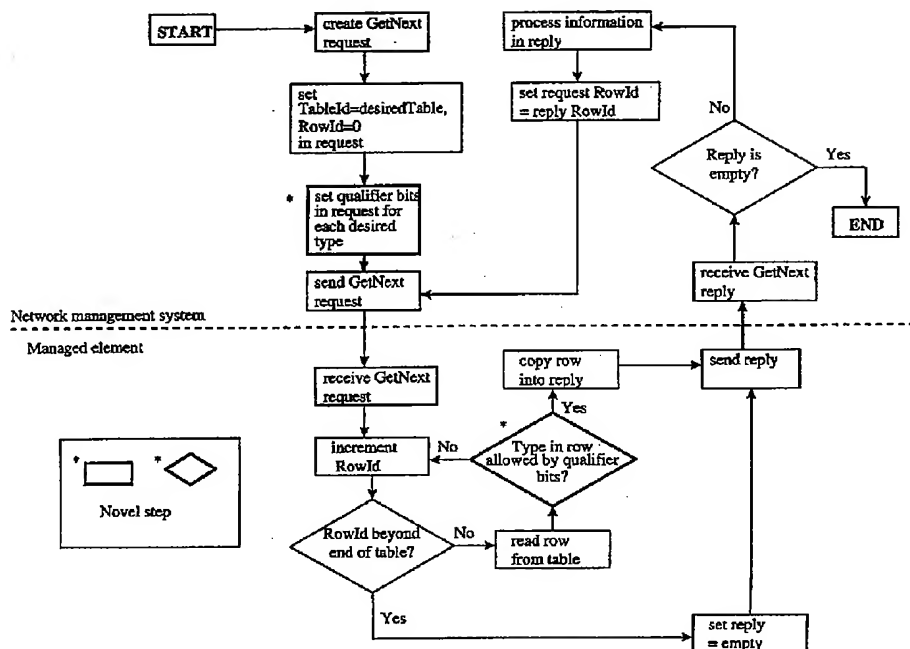 START
create GetNext
request
set
TableId=desiredTable,
RowId=0
in request
*
set qualifier bits
in request for
each desired
type
send GetNext
request
process information
in reply
set request RowId
= reply RowId
No
Reply is
empty?
Yes
END
receive GetNext
reply
Network management system
Managed element
receive GetNext
request
increment
RowId
RowId beyond
end of table?
No
read row
from table
*
Type in row
allowed by qualifier
bits?
No
Yes
copy row
into reply
send reply
Yes
set reply
= empty
* *
Novel step